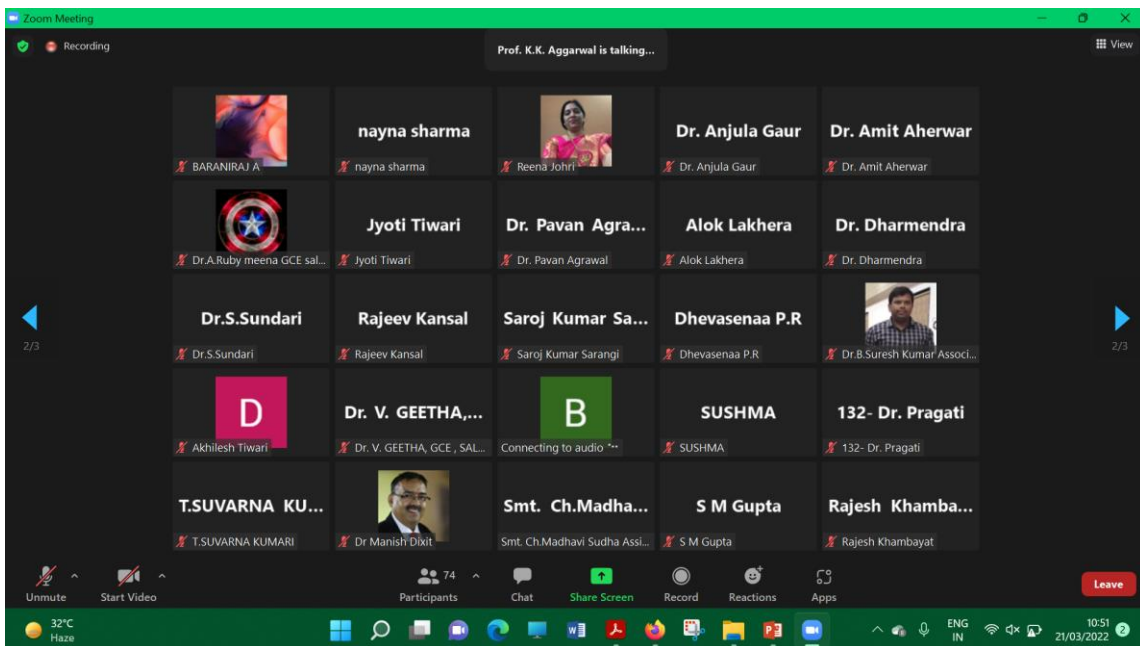 Zoom Meeting
Recording
Prof. K.K. Aggarwal is talking...
View
BARANIRAJ A
nayna sharma
nayna sharma
Reena Johri
Dr. Anjula Gaur
Dr. Anjula Gaur
Dr. Amit Aherwar
Dr. Amit Aherwar
Dr.A.Ruby meena GCE sal...
Jyoti Tiwari
Jyoti Tiwari
Dr. Pavan Agra...
Dr. Pavan Agrawal
Alok Lakhera
Alok Lakhera
Dr. Dharmendra
Dr. Dharmendra
2/3
Dr.S.Sundari
Dr.S.Sundari
Rajeev Kansal
Rajeev Kansal
Saroj Kumar Sa...
Saroj Kumar Sarangi
Dhevasenaa P.R
Dhevasenaa P.R
Dr.B.Suresh Kumar Associ...
2/3
D
Akhilesh Tiwari
Dr. V. GEETHA,...
Dr. V. GEETHA, GCE , SAL...
B
Connecting to audio
SUSHMA
SUSHMA
132- Dr. Pragati
132- Dr. Pragati
T.SUVARNA KU...
T.SUVARNA KUMARI
Dr Manish Dixit
Smt. Ch.Madha...
Smt. Ch.Madhavi Sudha Assi...
S M Gupta
S M Gupta
Rajesh Khamba...
Rajesh Khambayat
Unmute
Start Video
74
Participants
Chat
Share Screen
Record
Reactions
Apps
Leave
32°C
Haze
ENG
IN
10:51
21/03/2022
2